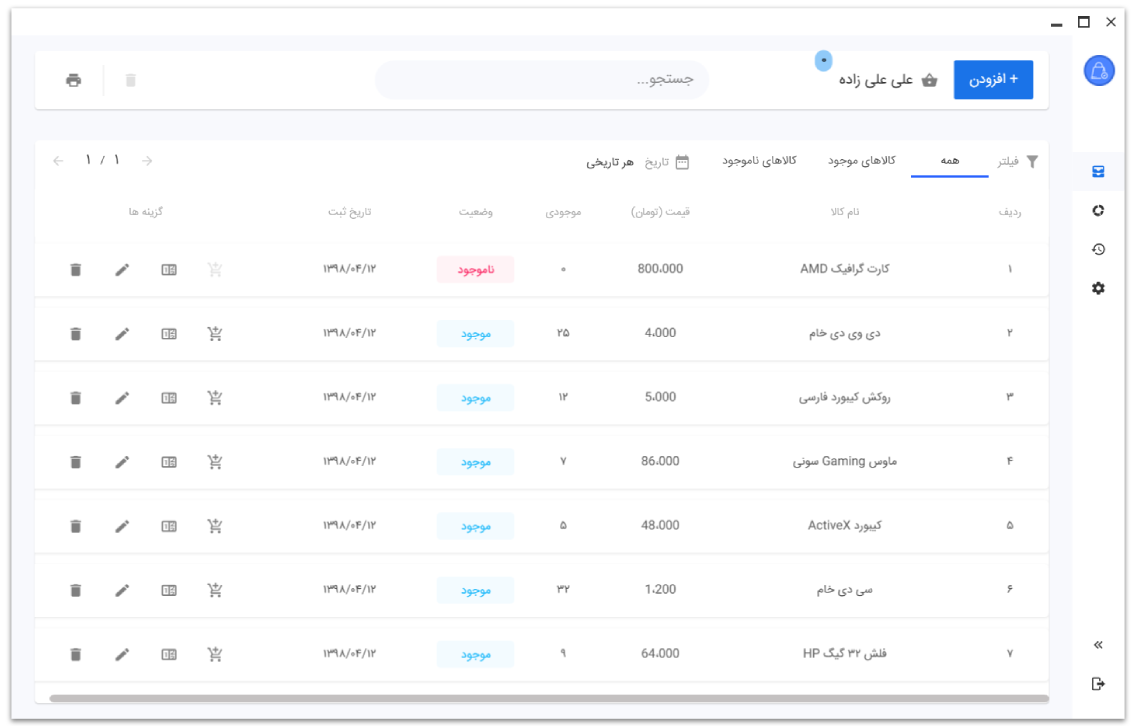 + افزودن علی علی زاده جستجو...
فیلتر همه کالاهای موجود کالاهای ناموجود تاریخ هر تاریخی ۱ / ۱
ردیف نام کالا قیمت (تومان) موجودی وضعیت تاریخ ثبت گزینه ها
۱ کارت گرافیک AMD 800،000 ۰ ناموجود ۱۳۹۸/۰۴/۱۲
۲ دی وی دی خام 4،000 ۲۵ موجود ۱۳۹۸/۰۴/۱۲
۳ روکش کیبورد فارسی 5،000 ۱۲ موجود ۱۳۹۸/۰۴/۱۲
۴ ماوس Gaming سونی 86،000 ۷ موجود ۱۳۹۸/۰۴/۱۲
۵ کیبورد ActiveX 48،000 ۵ موجود ۱۳۹۸/۰۴/۱۲
۶ سی دی خام 1،200 ۳۲ موجود ۱۳۹۸/۰۴/۱۲
۷ فلش ۳۲ گیگ HP 64،000 ۹ موجود ۱۳۹۸/۰۴/۱۲